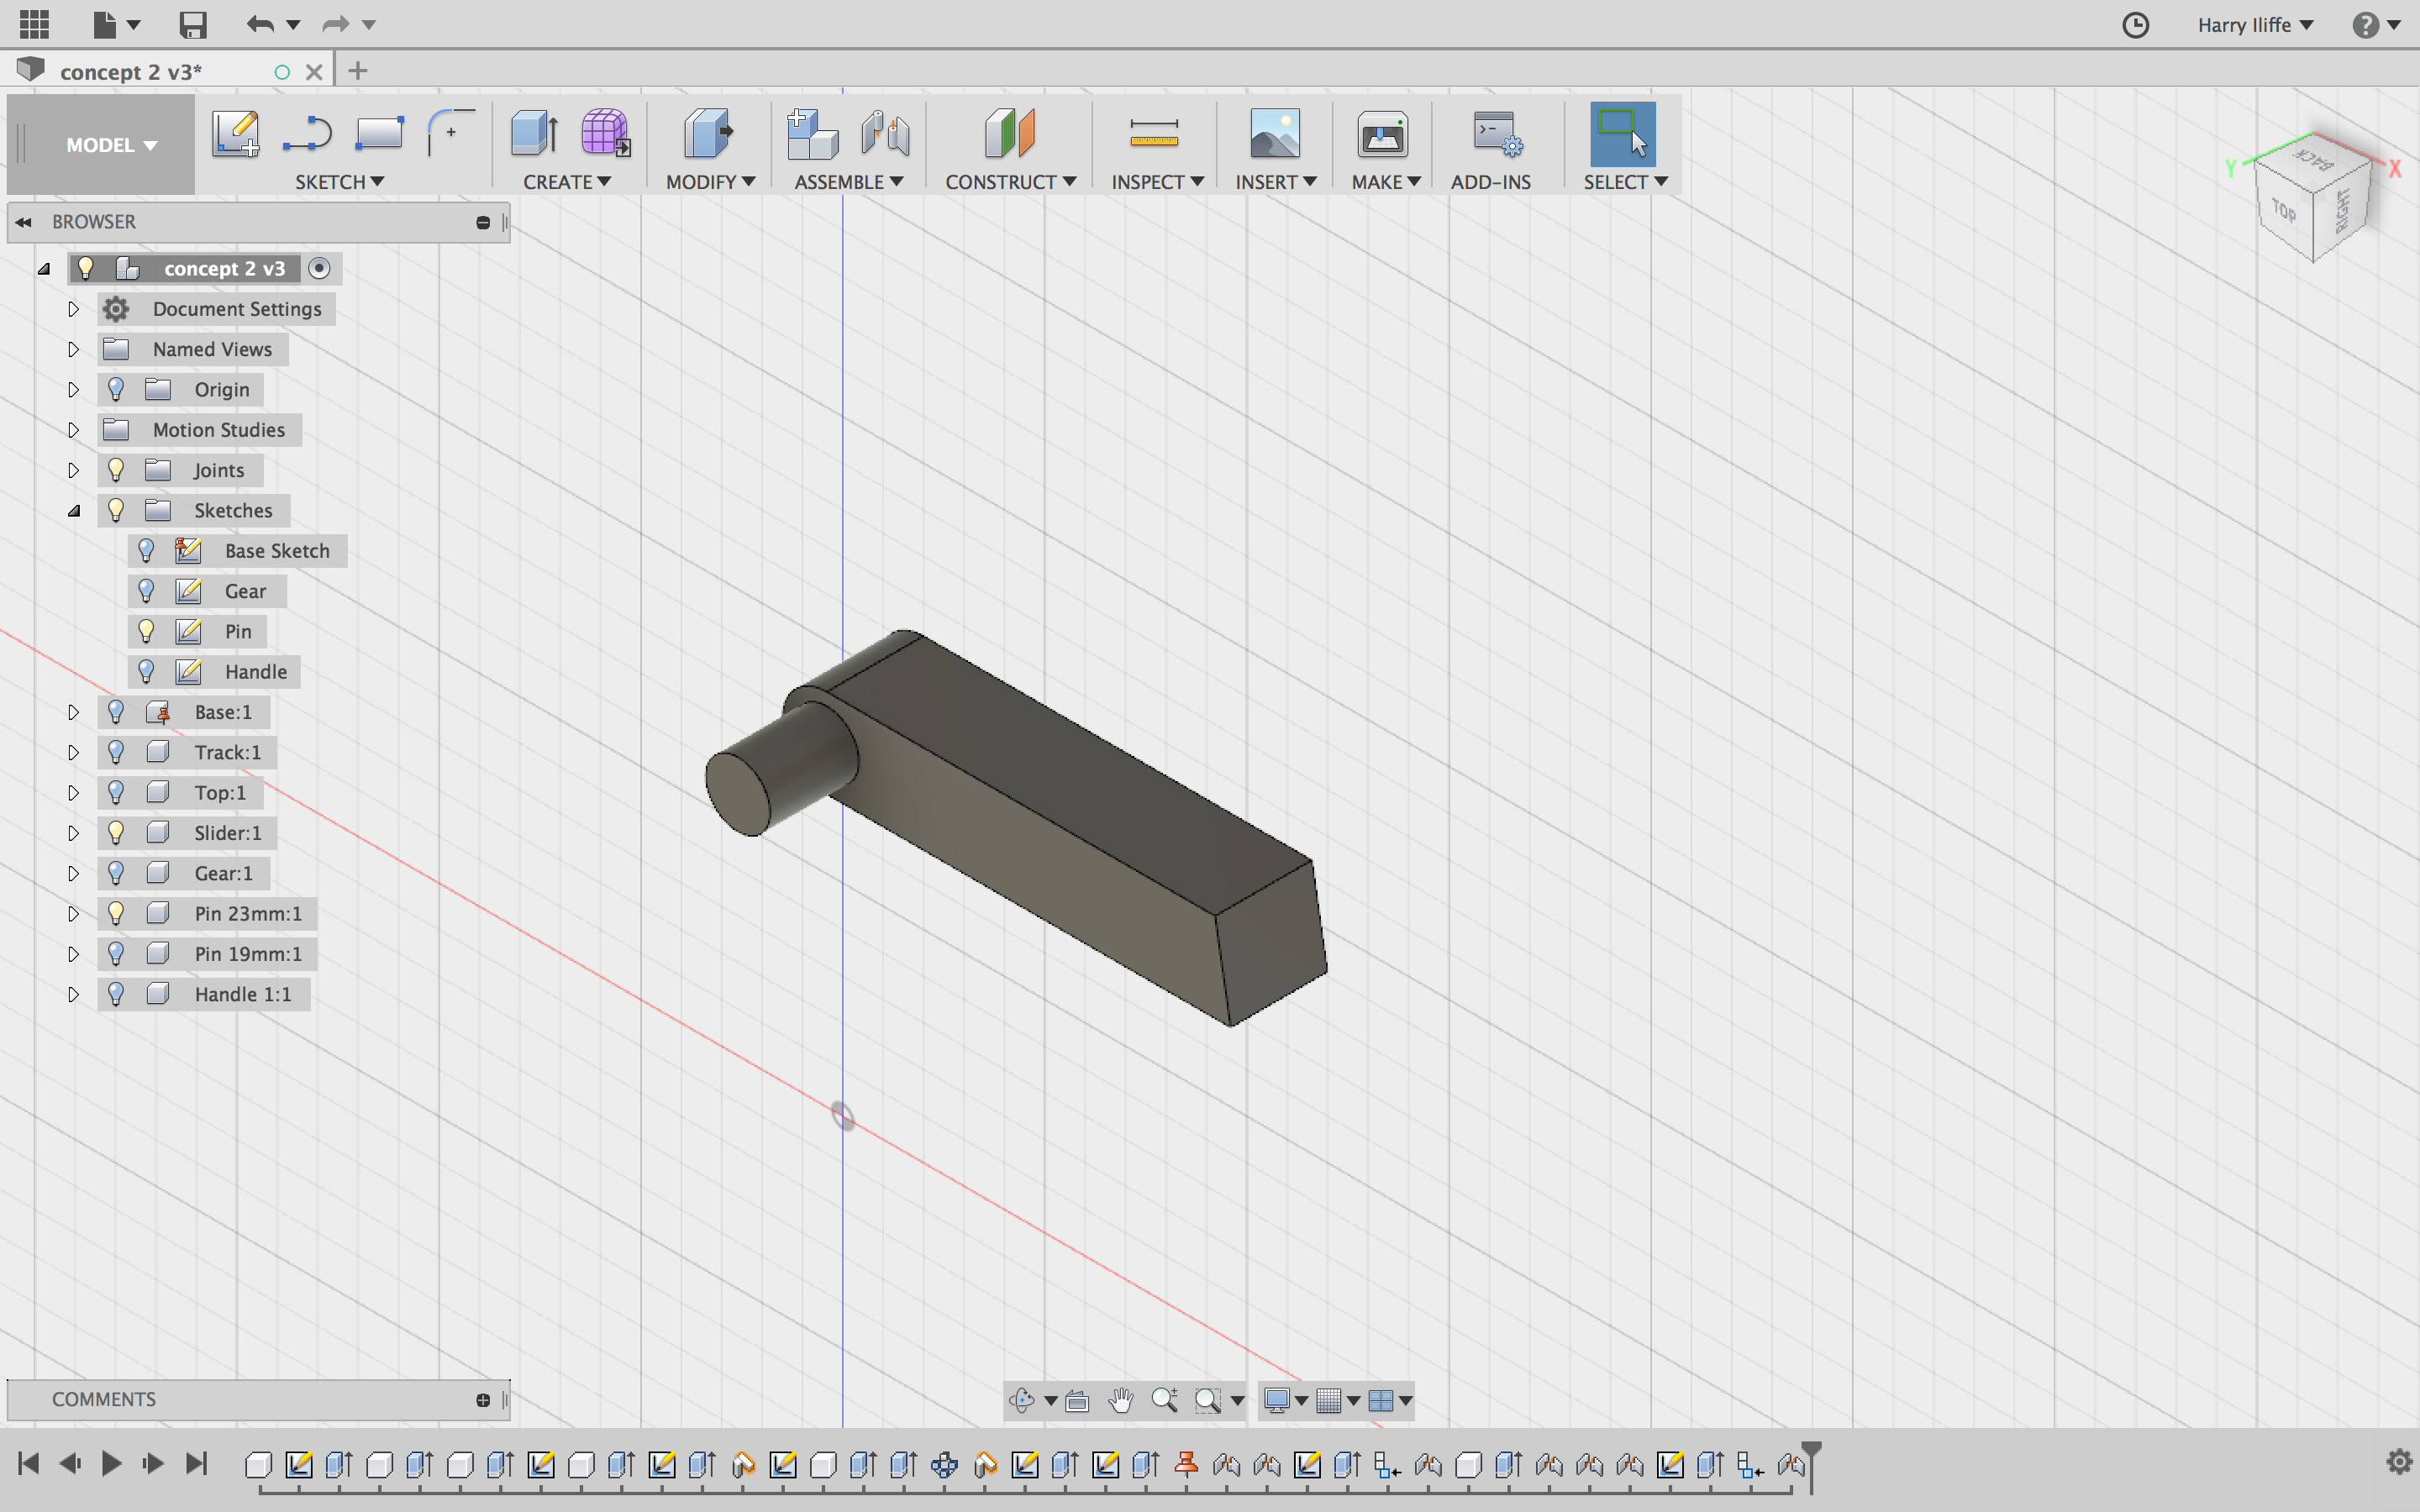 Harry Iliffe
concept 2 v3*
MODEL
SKETCH
CREATE
MODIFY
ASSEMBLE
CONSTRUCT
INSPECT
INSERT
MAKE
ADD-INS
SELECT
Y
X
BACK
TOP
RIGHT
BROWSER
concept 2 v3
Document Settings
Named Views
Origin
Motion Studies
Joints
Sketches
Base Sketch
Gear
Pin
Handle
Base:1
Track:1
Top:1
Slider:1
Gear:1
Pin 23mm:1
Pin 19mm:1
Handle 1:1
COMMENTS